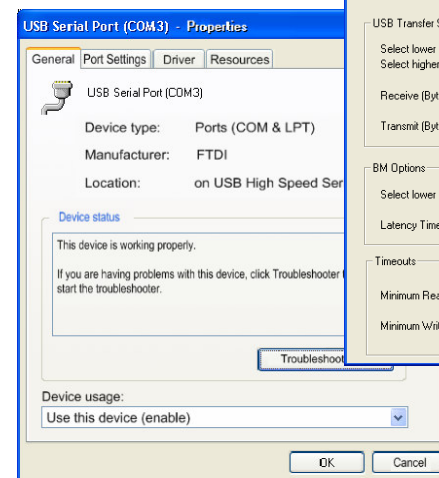 USB Serial Port (COM3) - Properties
General Port Settings Driver Resources
USB Serial Port (COM3)
Device type: Ports (COM & LPT)
Manufacturer: FTDI
Location: on USB High Speed Ser
Device status
This device is working properly.
If you are having problems with this device, click Troubleshooter
start the troubleshooter.
Troubleshoot
Device usage:
Use this device (enable)
OK Cancel
USB Transfer
Select lower
Select higher
Receive (Byt
Transmit (Byt
BM Options
Select lower
Latency Time
Timeouts
Minimum Rea
Minimum Wri